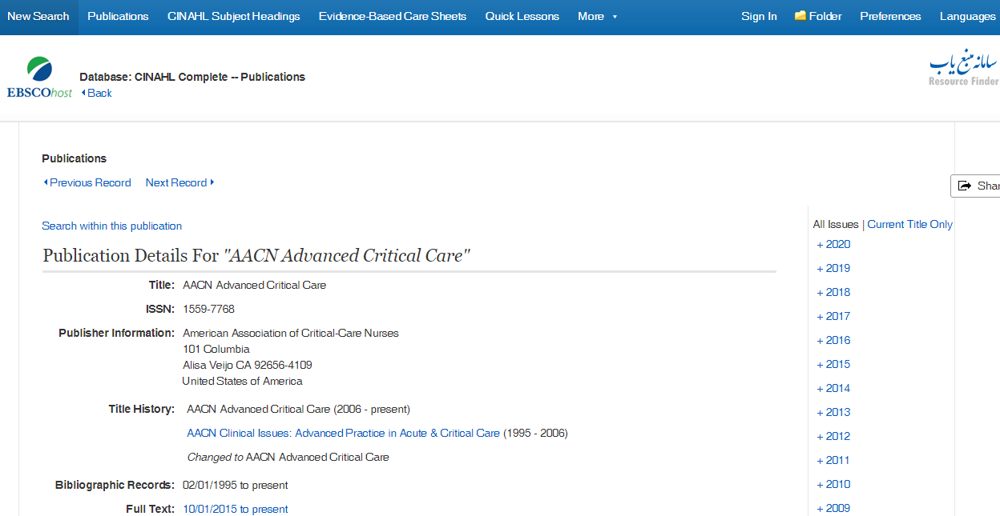 New Search Publications CINAHL Subject Headings Evidence-Based Care Sheets Quick Lessons More Sign In Folder Preferences Languages
EBSCOhost
Database: CINAHL Complete -- Publications
Back
سامانه منبع یاب
Resource Finder
Publications
Previous Record Next Record
Shar
Search within this publication
Publication Details For "AACN Advanced Critical Care"
Title: AACN Advanced Critical Care
ISSN: 1559-7768
Publisher Information: American Association of Critical-Care Nurses
101 Columbia
Alisa Veijo CA 92656-4109
United States of America
Title History: AACN Advanced Critical Care (2006 - present)
AACN Clinical Issues: Advanced Practice in Acute & Critical Care (1995 - 2006)
Changed to AACN Advanced Critical Care
Bibliographic Records: 02/01/1995 to present
Full Text: 10/01/2015 to present
All Issues | Current Title Only
+ 2020
+ 2019
+ 2018
+ 2017
+ 2016
+ 2015
+ 2014
+ 2013
+ 2012
+ 2011
+ 2010
+ 2009